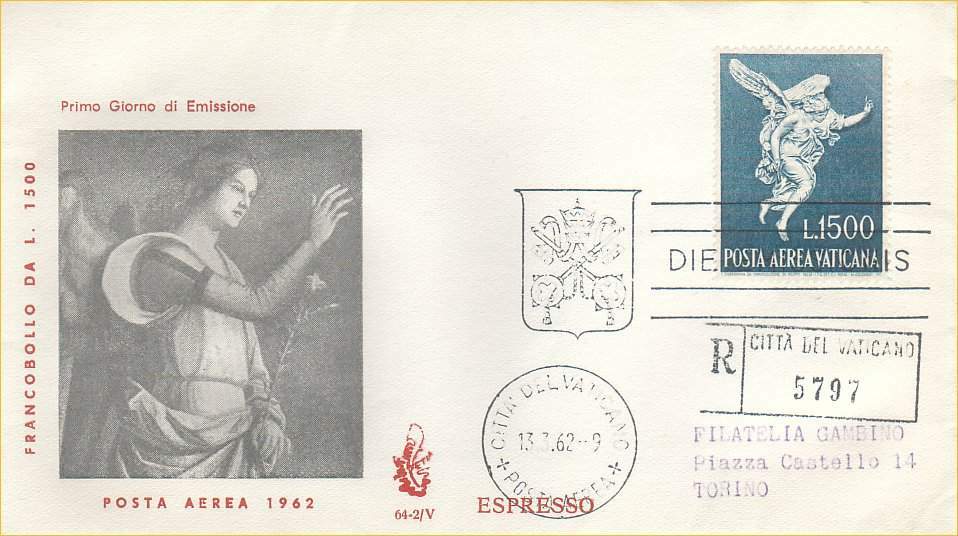 Primo Giorno di Emissione
FRANCOBOLLO DA L. 1500
POSTA AEREA 1962
64-2/V
ESPRESSO
L.1500
POSTA AEREA VATICANA
DIE IS
CITTA' DEL VATICANO
13.3.62-9
POSTA AEREA
R
CITTÀ DEL VATICANO
5797
FILATELIA GAMBINO
Piazza Castello 14
TORINO